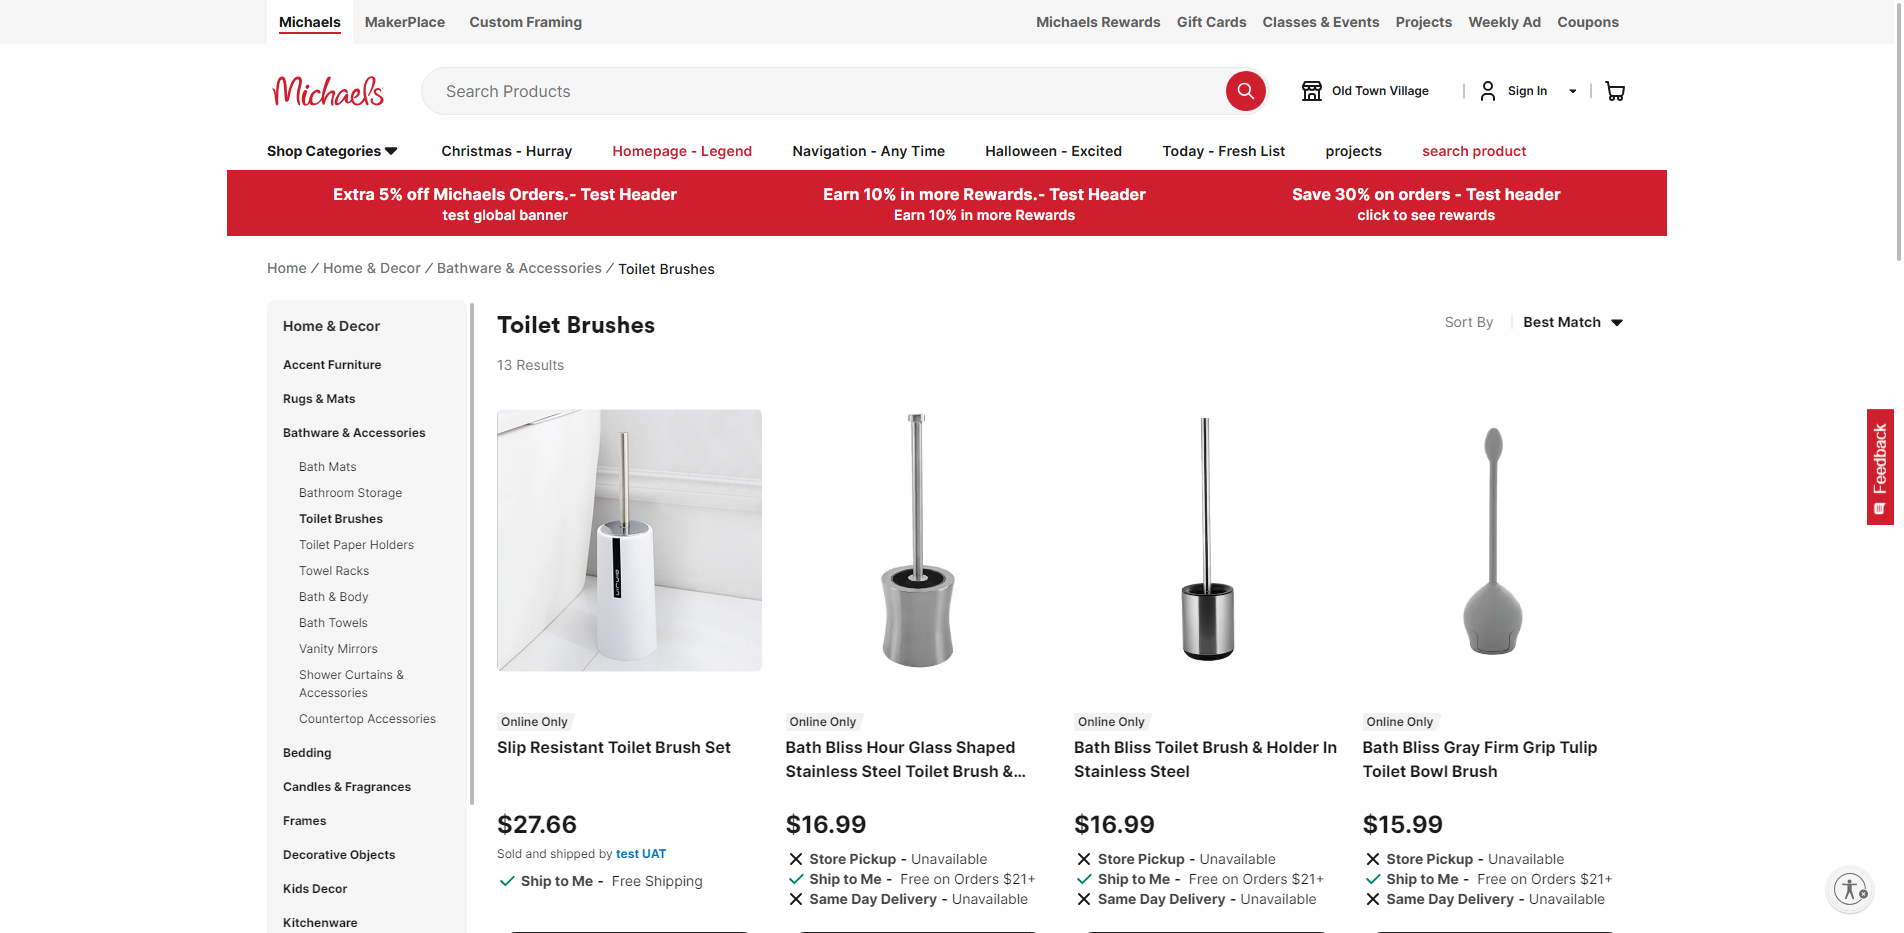 Michaels MakerPlace Custom Framing Michaels Rewards Gift Cards Classes & Events Projects Weekly Ad Coupons
Michaels Search Products Old Town Village Sign In
Shop Categories Christmas - Hurray Homepage - Legend Navigation - Any Time Halloween - Excited Today - Fresh List projects search product
Extra 5% off Michaels Orders.- Test Header
test global banner
Earn 10% in more Rewards.- Test Header
Earn 10% in more Rewards
Save 30% on orders - Test header
click to see rewards
Home / Home & Decor / Bathware & Accessories / Toilet Brushes
Home & Decor
Accent Furniture
Rugs & Mats
Bathware & Accessories
Bath Mats
Bathroom Storage
Toilet Brushes
Toilet Paper Holders
Towel Racks
Bath & Body
Bath Towels
Vanity Mirrors
Shower Curtains &
Accessories
Countertop Accessories
Bedding
Candles & Fragrances
Frames
Decorative Objects
Kids Decor
Kitchenware
Toilet Brushes
Sort By Best Match
13 Results
Online Only
Slip Resistant Toilet Brush Set
$27.66
Sold and shipped by test UAT
Ship to Me - Free Shipping
Online Only
Bath Bliss Hour Glass Shaped
Stainless Steel Toilet Brush &...
$16.99
Store Pickup - Unavailable
Ship to Me - Free on Orders $21+
Same Day Delivery - Unavailable
Online Only
Bath Bliss Toilet Brush & Holder In
Stainless Steel
$16.99
Store Pickup - Unavailable
Ship to Me - Free on Orders $21+
Same Day Delivery - Unavailable
Online Only
Bath Bliss Gray Firm Grip Tulip
Toilet Bowl Brush
$15.99
Store Pickup - Unavailable
Ship to Me - Free on Orders $21+
Same Day Delivery - Unavailable
Feedback